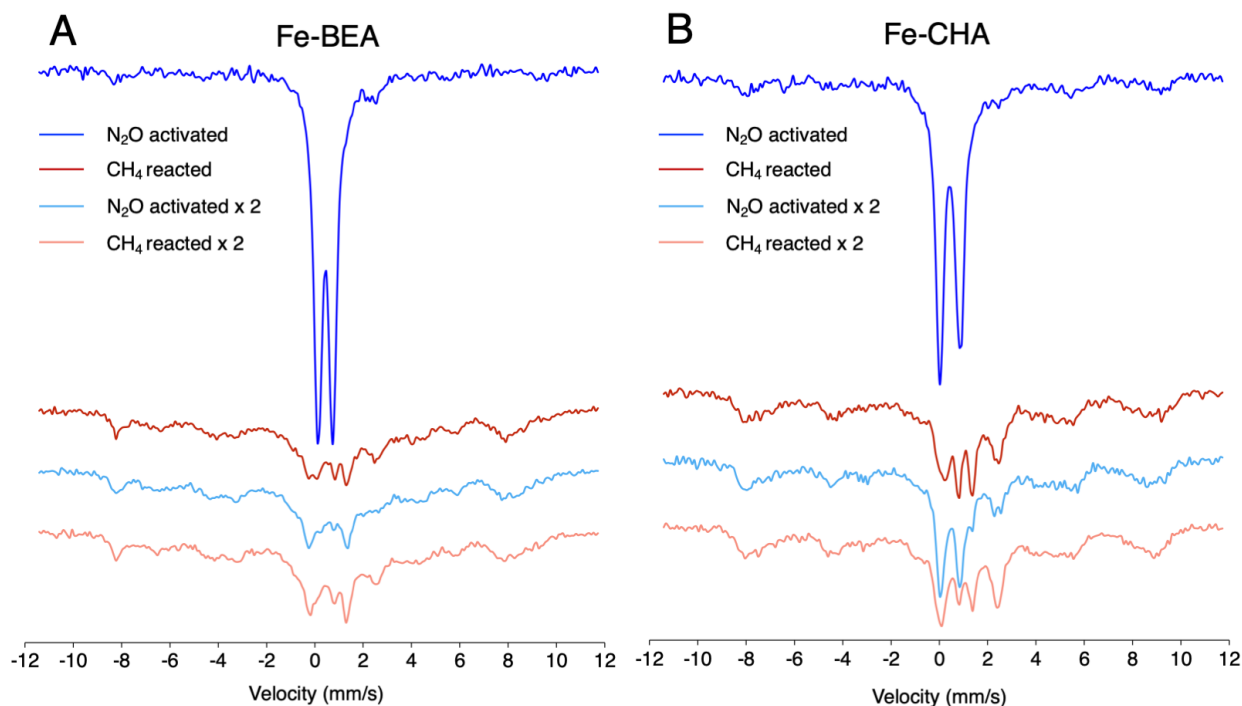 A
Fe-BEA
N₂O activated
CH₄ reacted
N₂O activated x 2
CH₄ reacted x 2
-12 -10 -8 -6 -4 -2 0 2 4 6 8 10 12
Velocity (mm/s)
B
Fe-CHA
N₂O activated
CH₄ reacted
N₂O activated x 2
CH₄ reacted x 2
-12 -10 -8 -6 -4 -2 0 2 4 6 8 10 12
Velocity (mm/s)